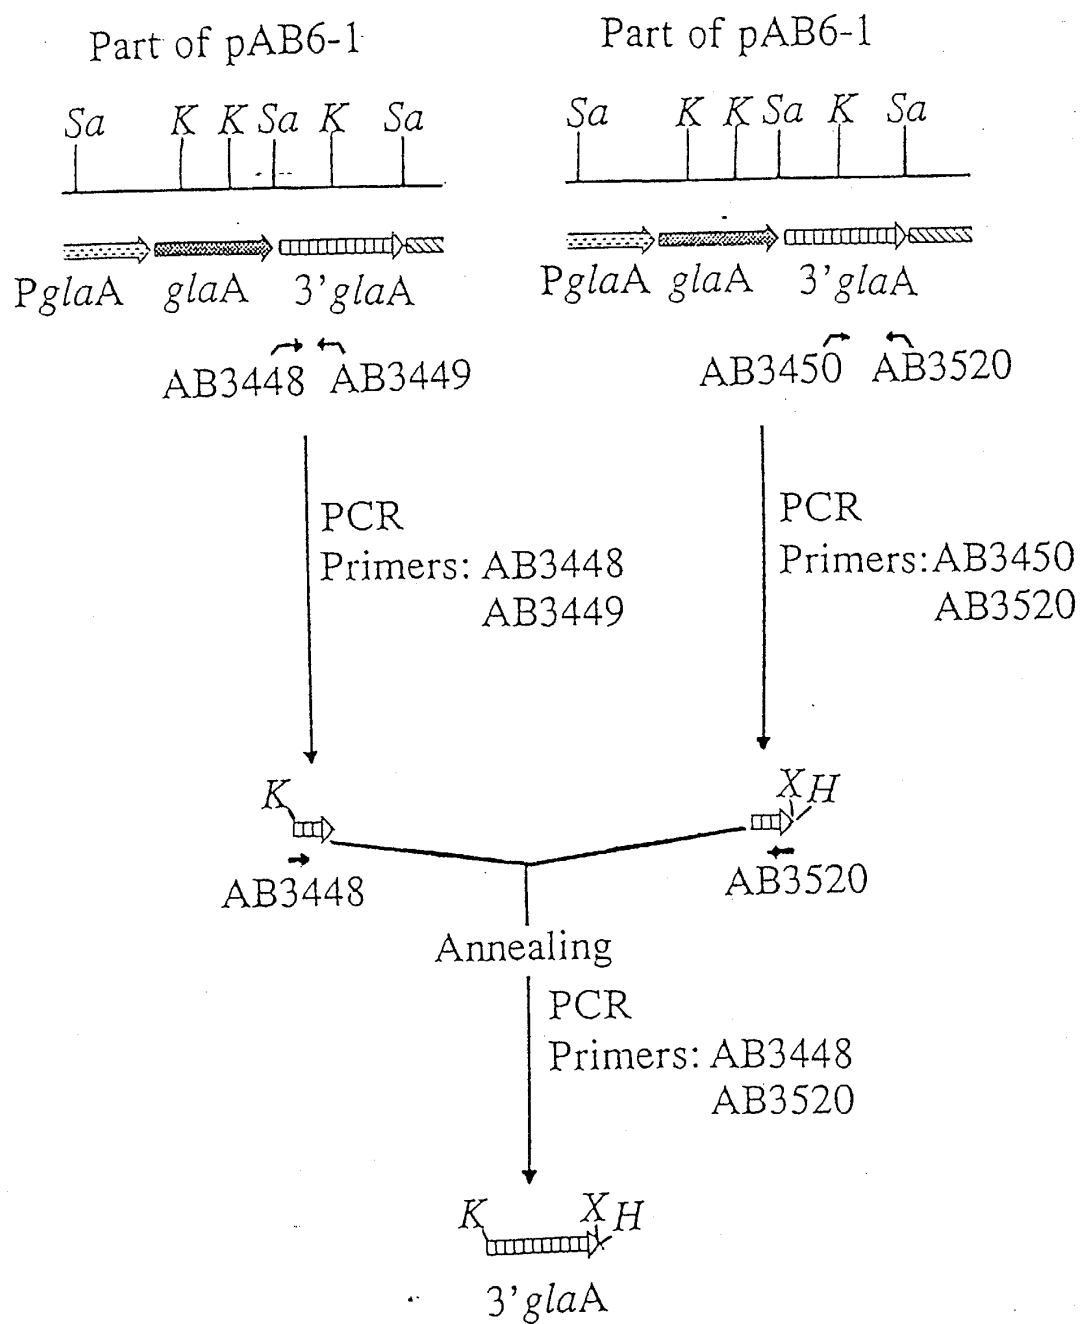 Part of pAB6-1
Part of pAB6-1
Sa K K Sa K Sa
Sa K K Sa K Sa
PglaA glaA 3'glaA
PglaA glaA 3'glaA
AB3448 AB3449
AB3450 AB3520
PCR
Primers: AB3448
AB3449
PCR
Primers: AB3450
AB3520
K
X H
AB3448
AB3520
Annealing
PCR
Primers: AB3448
AB3520
K X H
3'glaA